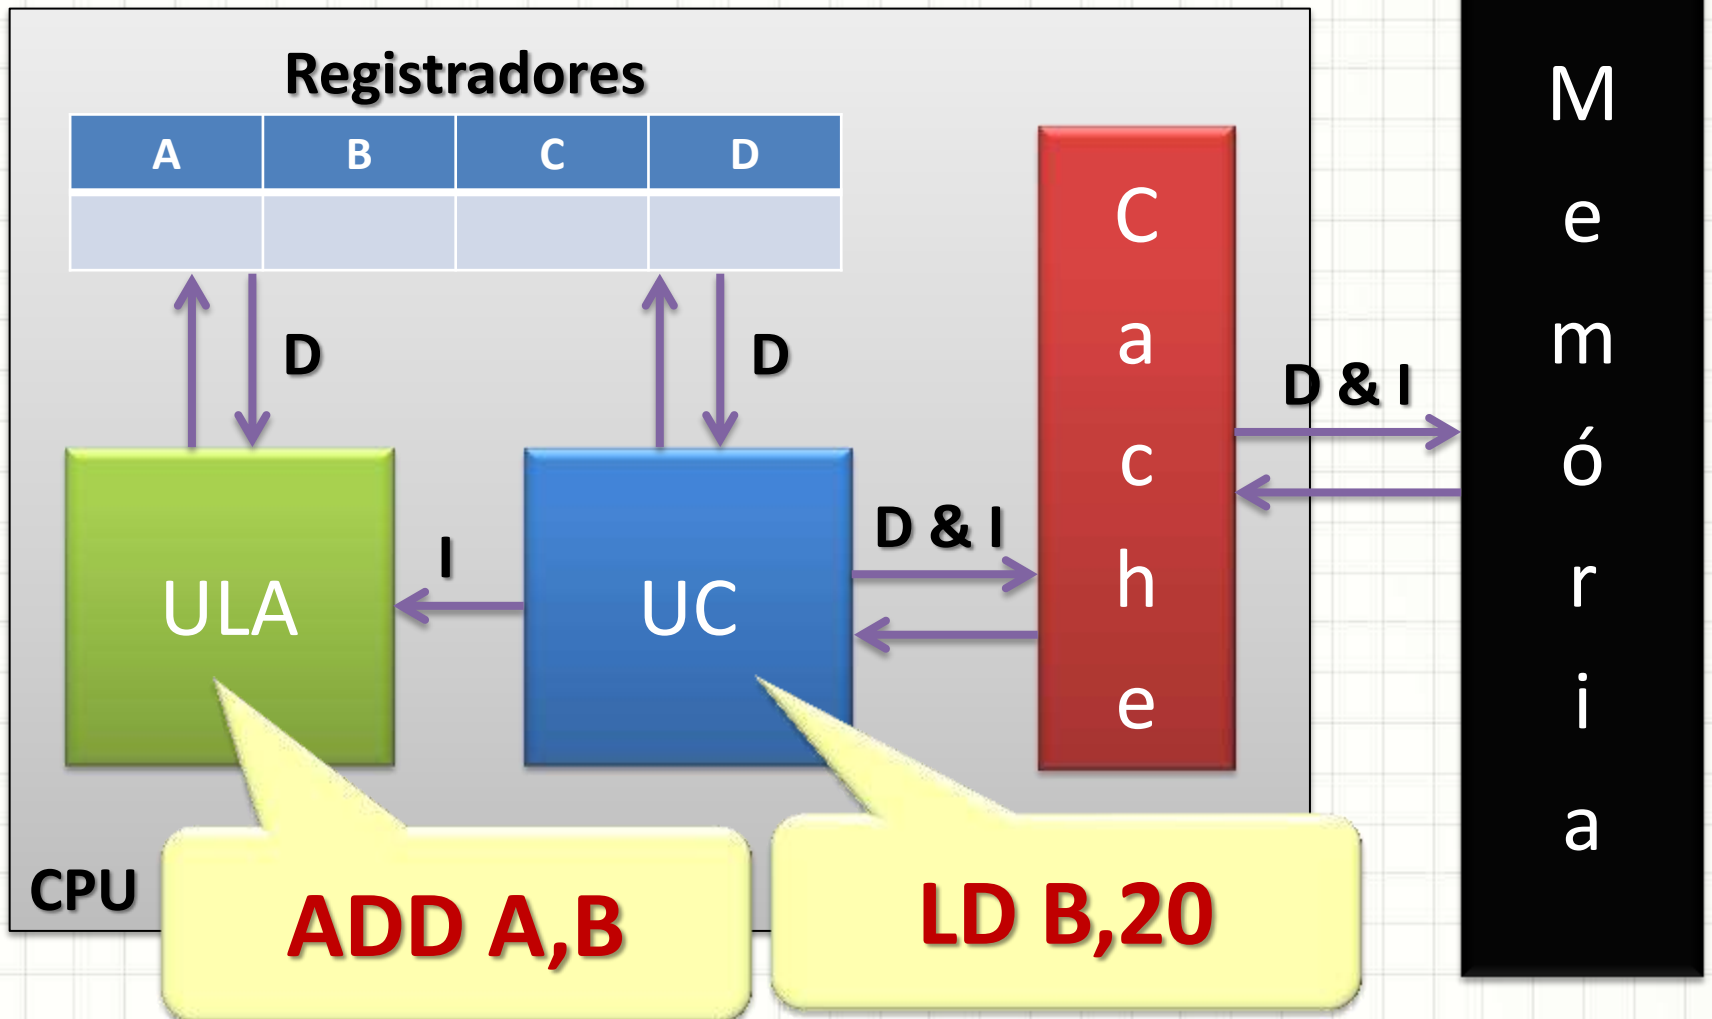 Registradores
A B C D
D
D
D & I
D & I
I
ULA
UC
Cache
Memória
CPU
ADD A,B
LD B,20